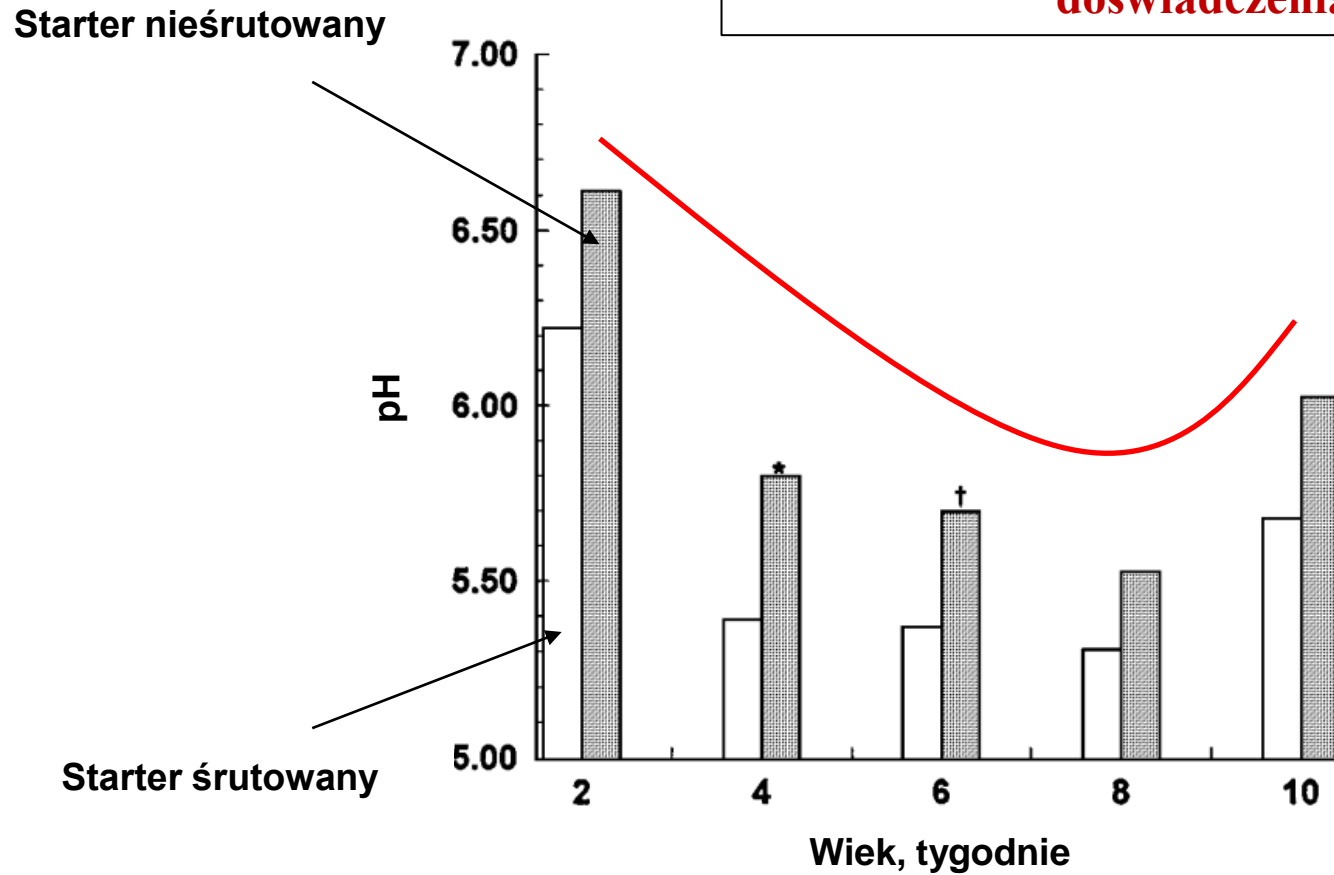 doświadczenia
Starter nieśrutowany
7.00
6.50
6.00
5.50
5.00
pH
*
†
Starter śrutowany
2 4 6 8 10
Wiek, tygodnie